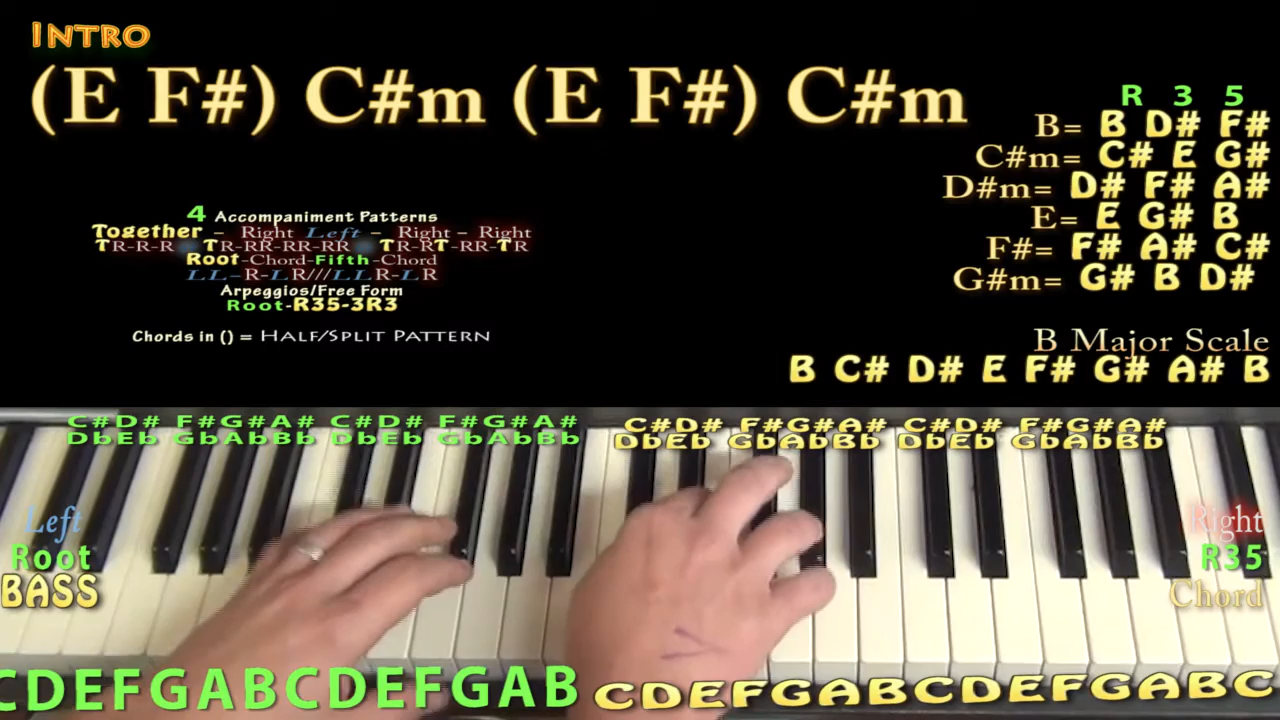 INTRO
(E F#) C#m (E F#) C#m
R 3 5
B= B D# F#
C#m= C# E G#
D#m= D# F# A#
E= E G# B
F#= F# A# C#
G#m= G# B D#
4 Accompaniment Patterns
Together – Right Left – Right – Right
TR-R-R TR-RR-RR-RR TR-RT-RR-TR
Root-Chord-Fifth-Chord
LL-R-LR///LLR-LR
Arpeggios/Free Form
Root-R35-3R3
Chords in () = HALF/SPLIT PATTERN
B Major Scale
B C# D# E F# G# A# B
C#D# F#G#A# C#D# F#G#A#
DbEb GbAbBb DbEb GbAbBb
C#D# F#G#A# C#D# F#G#A#
DbEb GbAbBb DbEb GbAbBb
Left
Root
BASS
Right
R35
Chord
CDEFGABCDEFGAB
CDEFGABCDEFGABC